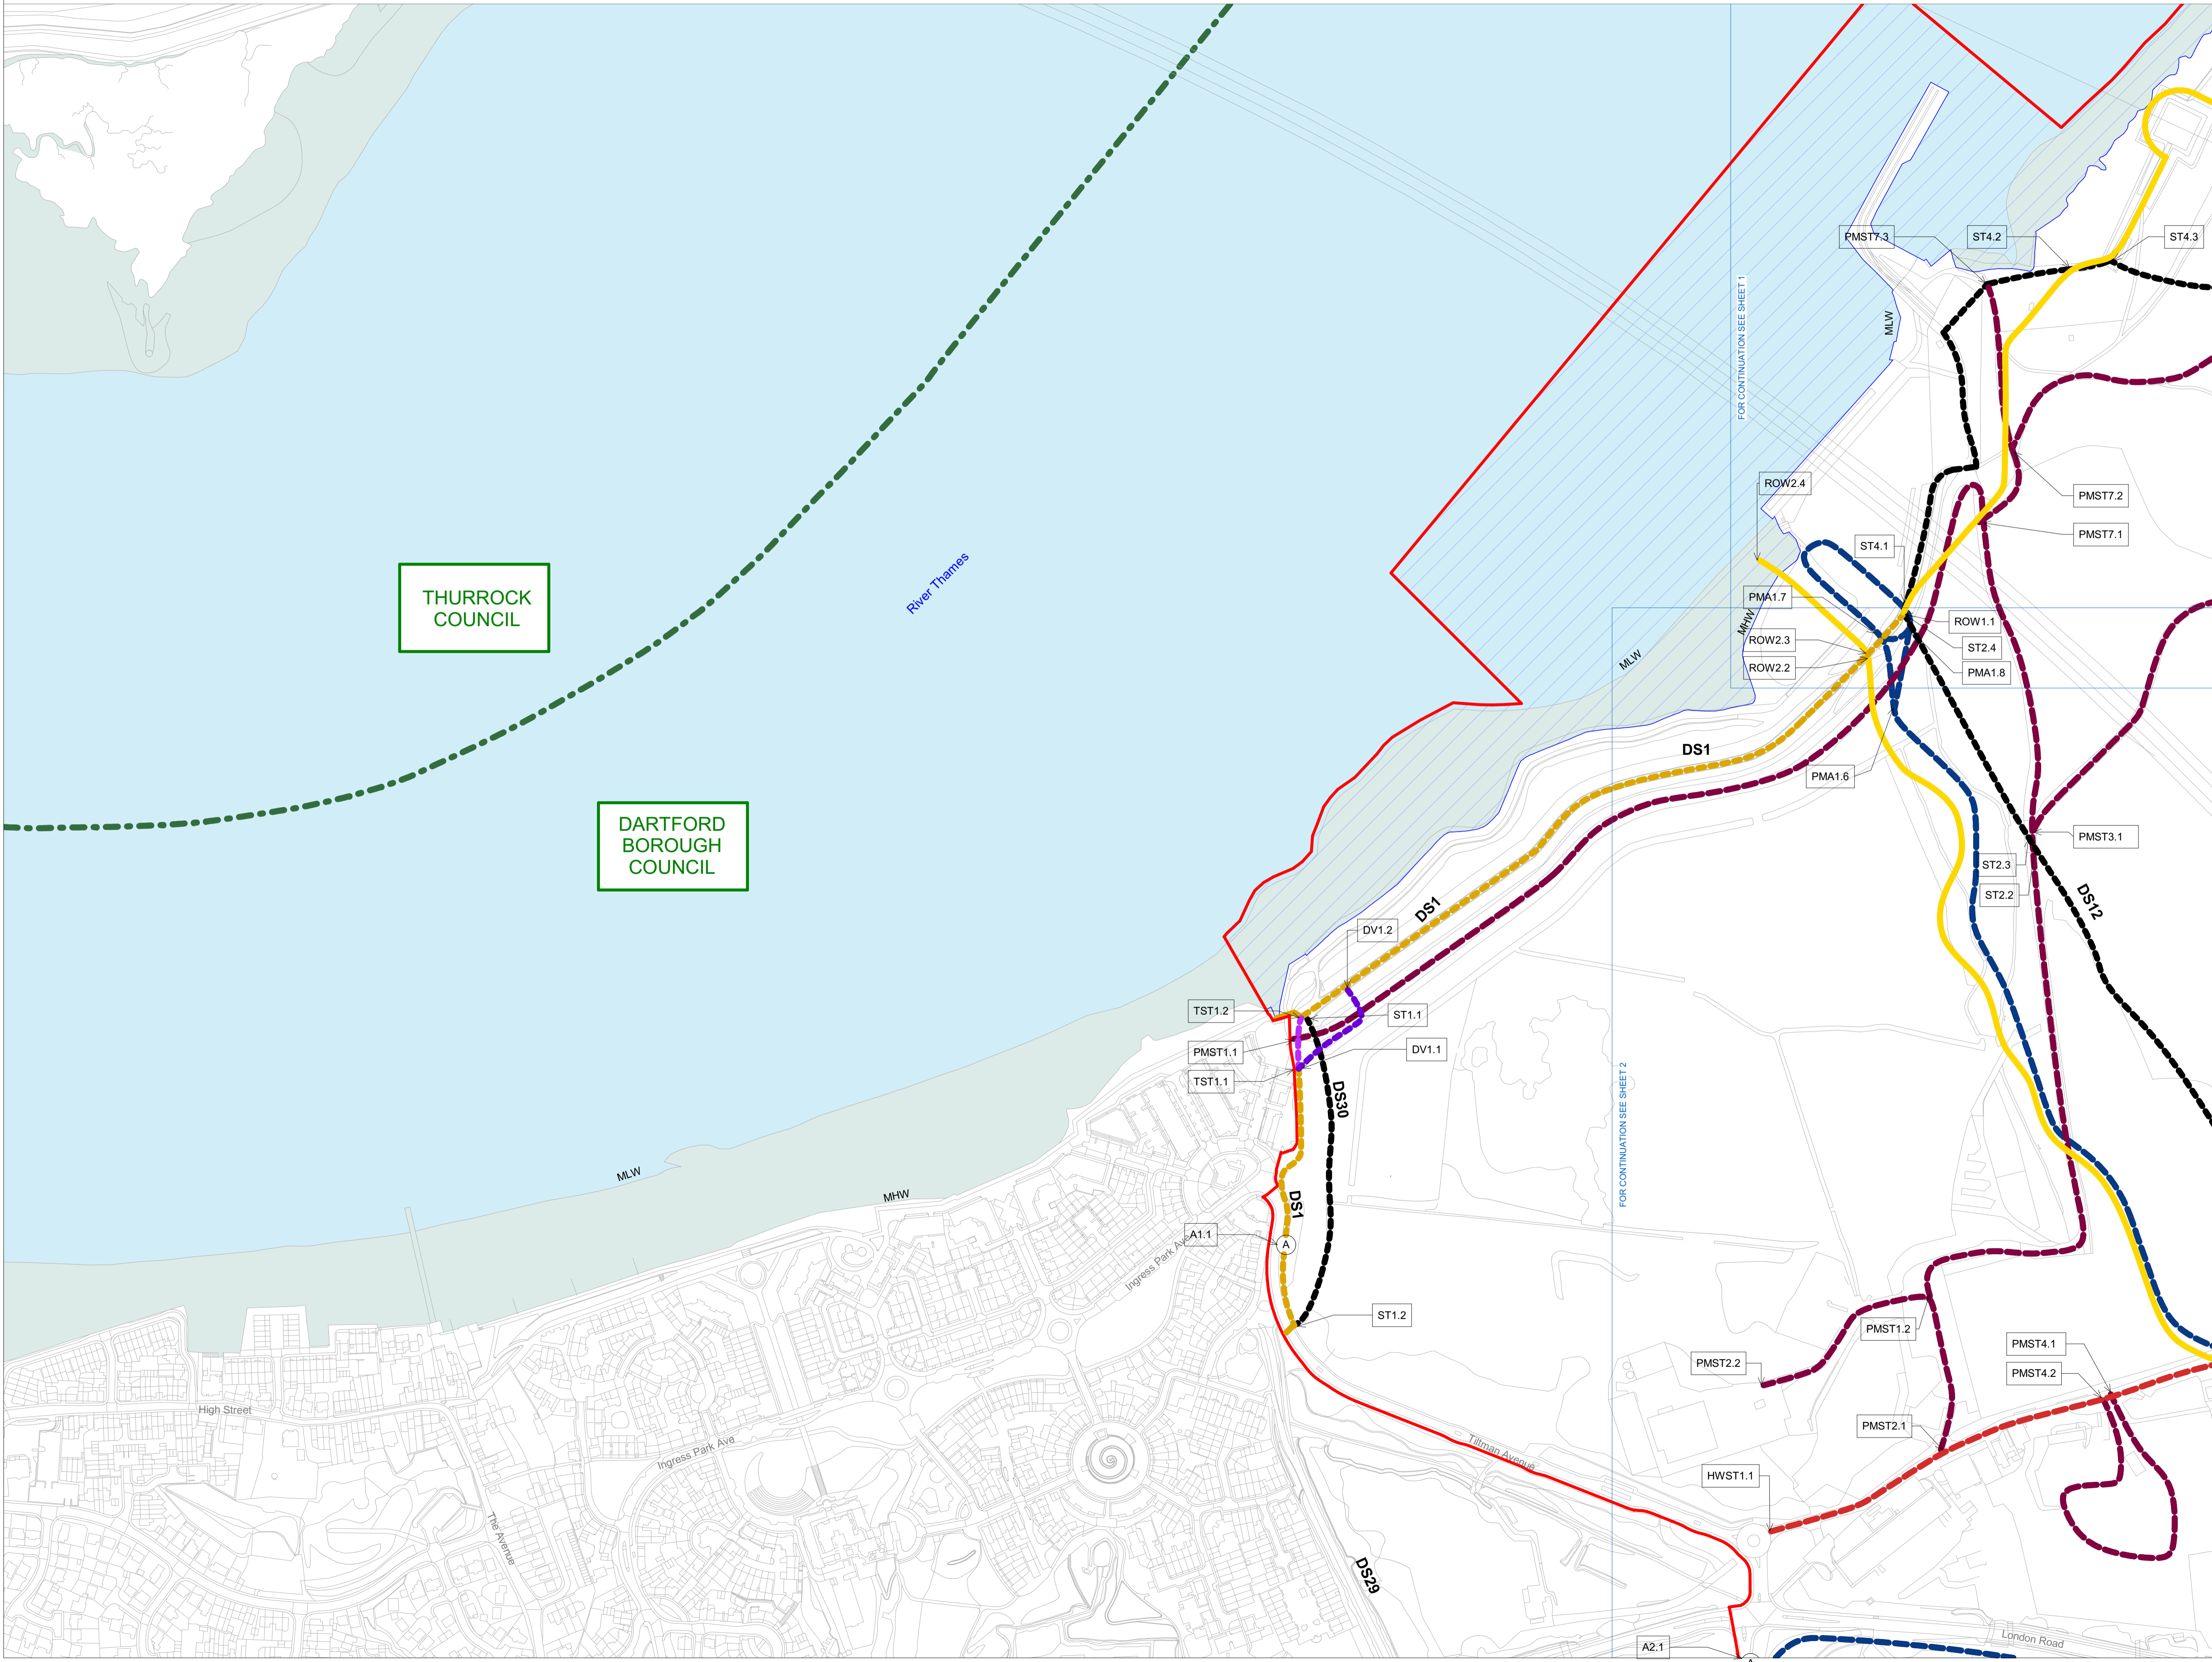 PMST7.3
ST4.2
ST4.3
FOR CONTINUATION SEE SHEET 1
MLW
ROW2.4
PMST7.2
PMST7.1
ST4.1
THURROCK
COUNCIL
River Thames
PMA1.7
MHW
ROW1.1
ROW2.3
ST2.4
ROW2.2
MLW
PMA1.8
DS1
PMA1.6
DARTFORD
BOROUGH
COUNCIL
PMST3.1
ST2.3
ST2.2
DS12
DS1
DV1.2
TST1.2
ST1.1
PMST1.1
DV1.1
TST1.1
DS30
FOR CONTINUATION SEE SHEET 2
MLW
MHW
DS1
A1.1
A
Ingress Park Ave
ST1.2
PMST1.2
PMST4.1
PMST2.2
PMST4.2
High Street
PMST2.1
Ingress Park Ave
Tiltman Avenue
HWST1.1
The Avenue
DS29
London Road
A2.1
A